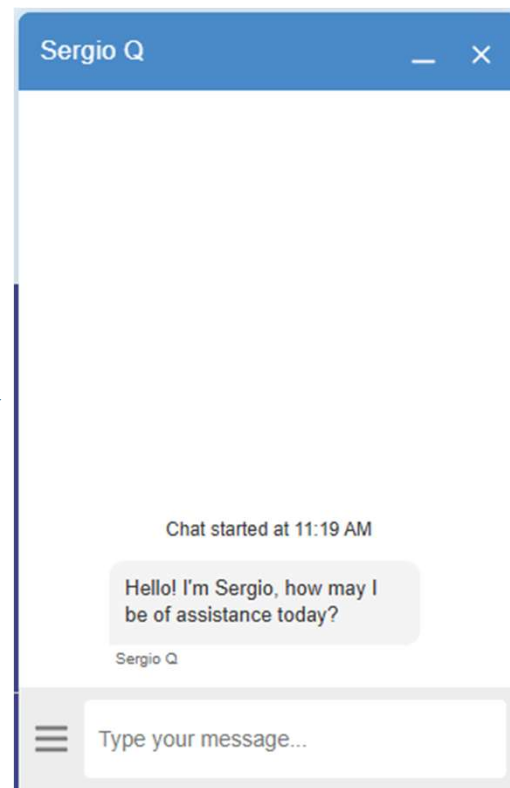 Sergio Q
Chat started at 11:19 AM
Hello! I'm Sergio, how may I
be of assistance today?
Sergio Q
Type your message...